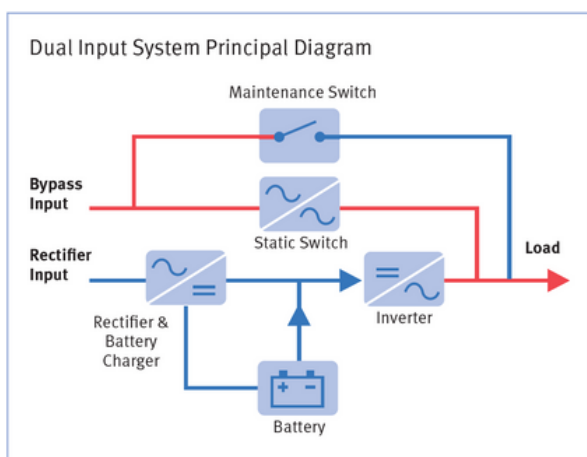 Dual Input System Principal Diagram
Maintenance Switch
Bypass
Input
Static Switch
Rectifier
Input
Load
Rectifier &
Battery
Charger
Inverter
+ -
Battery